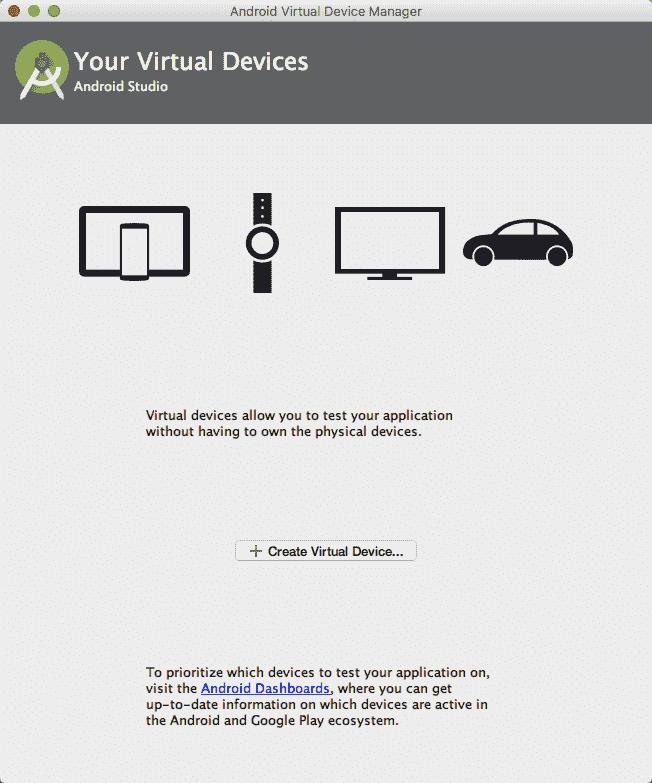 Android Virtual Device Manager
Your Virtual Devices
Android Studio
Virtual devices allow you to test your application
without having to own the physical devices.
Create Virtual Device...
To prioritize which devices to test your application on,
visit the Android Dashboards, where you can get
up-to-date information on which devices are active in
the Android and Google Play ecosystem.